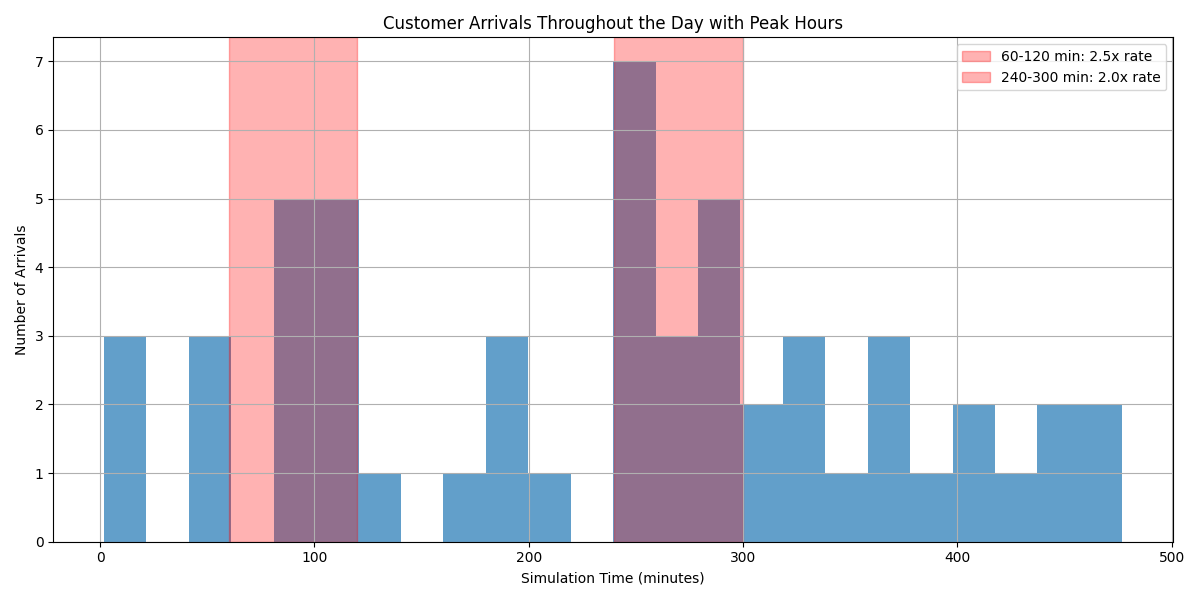 Customer Arrivals Throughout the Day with Peak Hours
60-120 min: 2.5x rate
240-300 min: 2.0x rate
Number of Arrivals
7
6
5
4
3
2
1
0
0 100 200 300 400 500
Simulation Time (minutes)